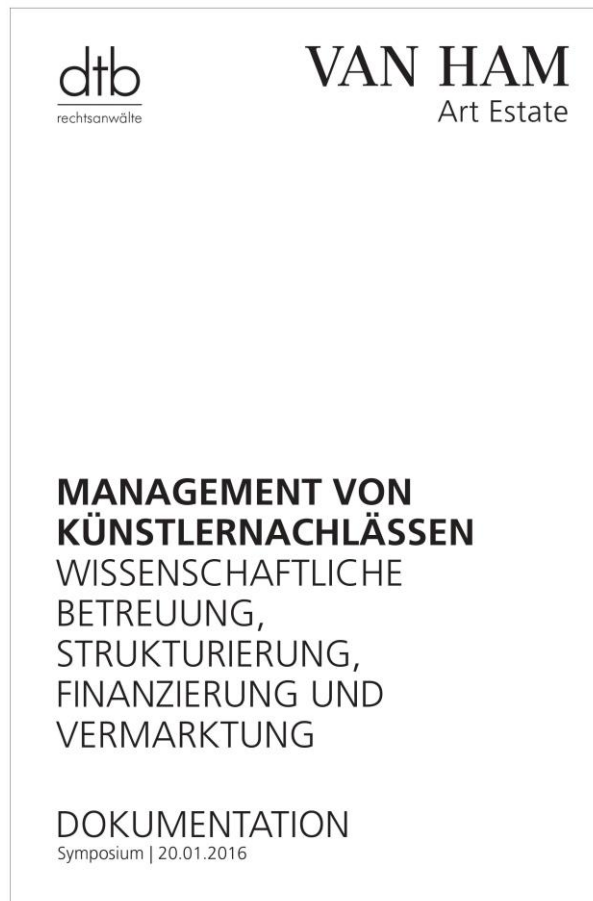 dtb
rechtsanwälte
VAN HAM
Art Estate
MANAGEMENT VON
KÜNSTLERNACHLÄSSEN
WISSENSCHAFTLICHE
BETREUUNG,
STRUKTURIERUNG,
FINANZIERUNG UND
VERMARKTUNG
DOKUMENTATION
Symposium | 20.01.2016